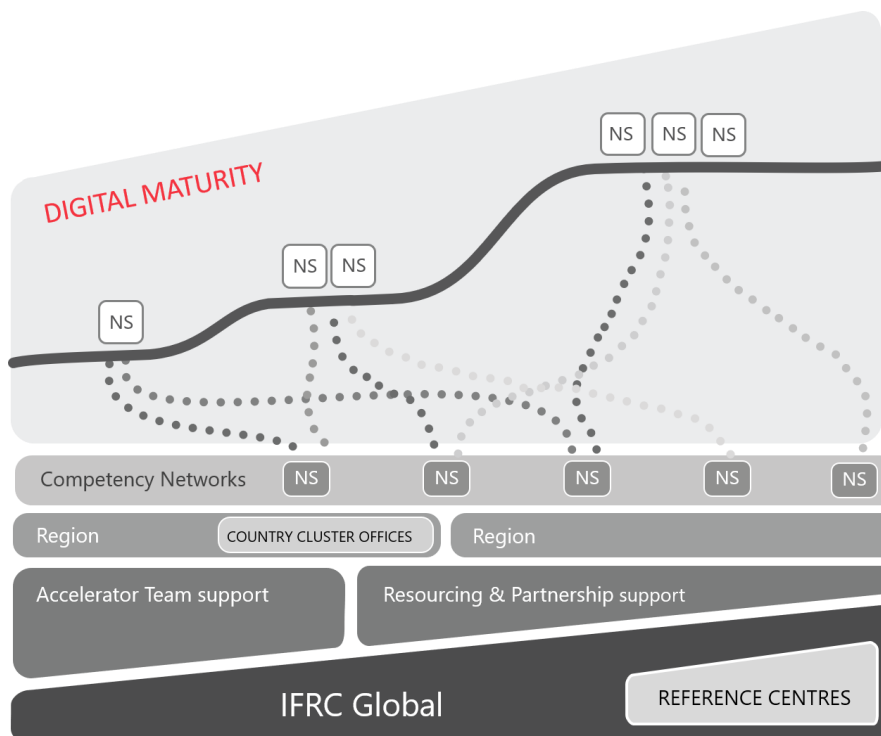 NS NS NS
DIGITAL MATURITY
NS NS
NS
Competency Networks NS NS NS NS NS
Region COUNTRY CLUSTER OFFICES Region
Accelerator Team support Resourcing & Partnership support
IFRC Global REFERENCE CENTRES